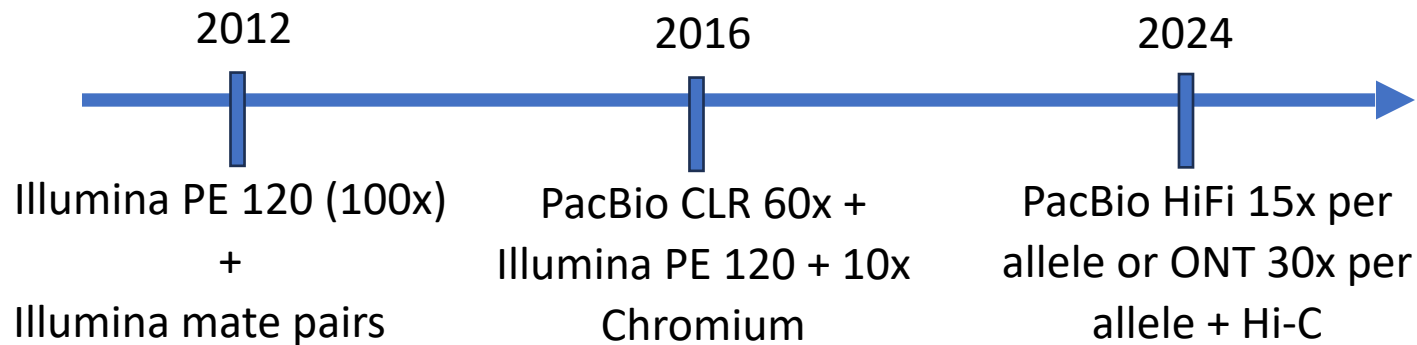 2012
2016
2024
Illumina PE 120 (100x)
+
Illumina mate pairs
PacBio CLR 60x +
Illumina PE 120 + 10x
Chromium
PacBio HiFi 15x per
allele or ONT 30x per
allele + Hi-C